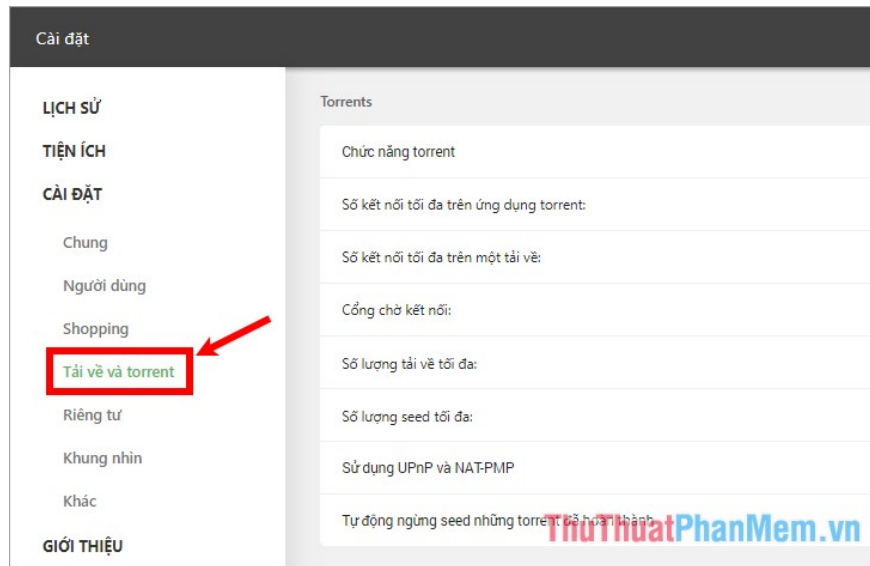 Cài đặt
LỊCH SỬ
TIỆN ÍCH
CÀI ĐẶT
Chung
Người dùng
Shopping
Tải về và torrent
Riêng tư
Khung nhìn
Khác
GIỚI THIỆU
Torrents
Chức năng torrent
Số kết nối tối đa trên ứng dụng torrent:
Số kết nối tối đa trên một tải về:
Cổng chờ kết nối:
Số lượng tải về tối đa:
Số lượng seed tối đa:
Sử dụng UPnP và NAT-PMP
Tự động ngừng seed những torrent đã hoàn thành
ThuThuatPhanMem.vn